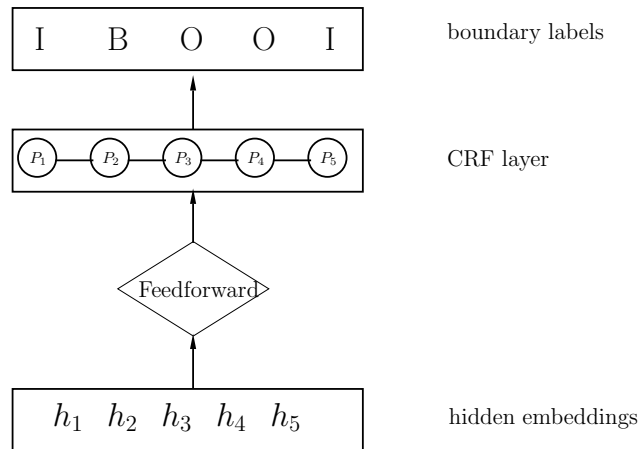 I B O O I boundary labels
P₁ P₂ P₃ P₄ P₅ CRF layer
Feedforward
h₁ h₂ h₃ h₄ h₅ hidden embeddings